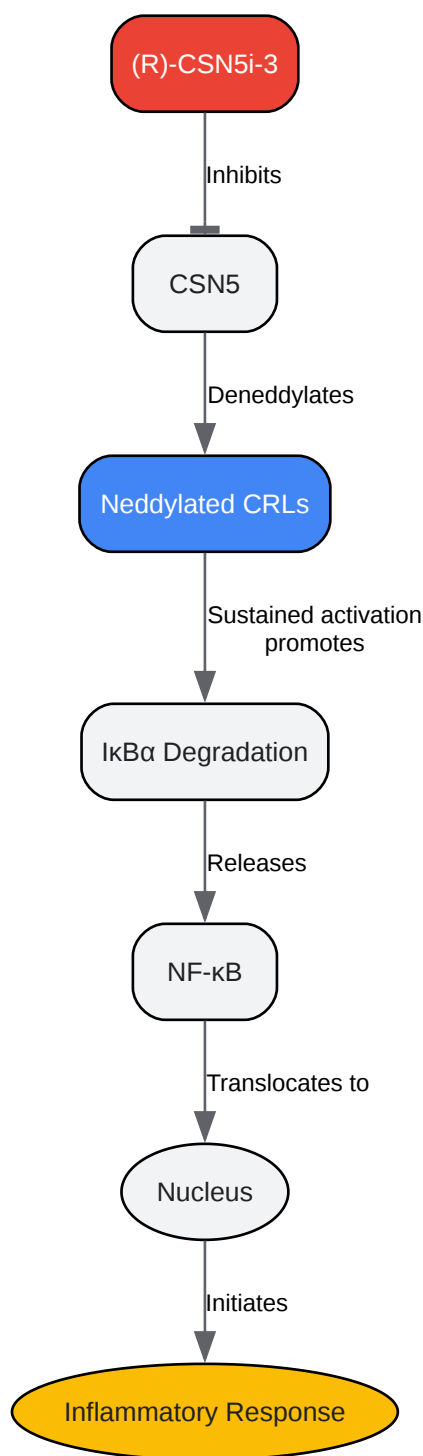 (R)-CSN5i-3
Inhibits
CSN5
Deneddylates
Neddylated CRLs
Sustained activation
promotes
IκBα Degradation
Releases
NF-κB
Translocates to
Nucleus
Initiates
Inflammatory Response